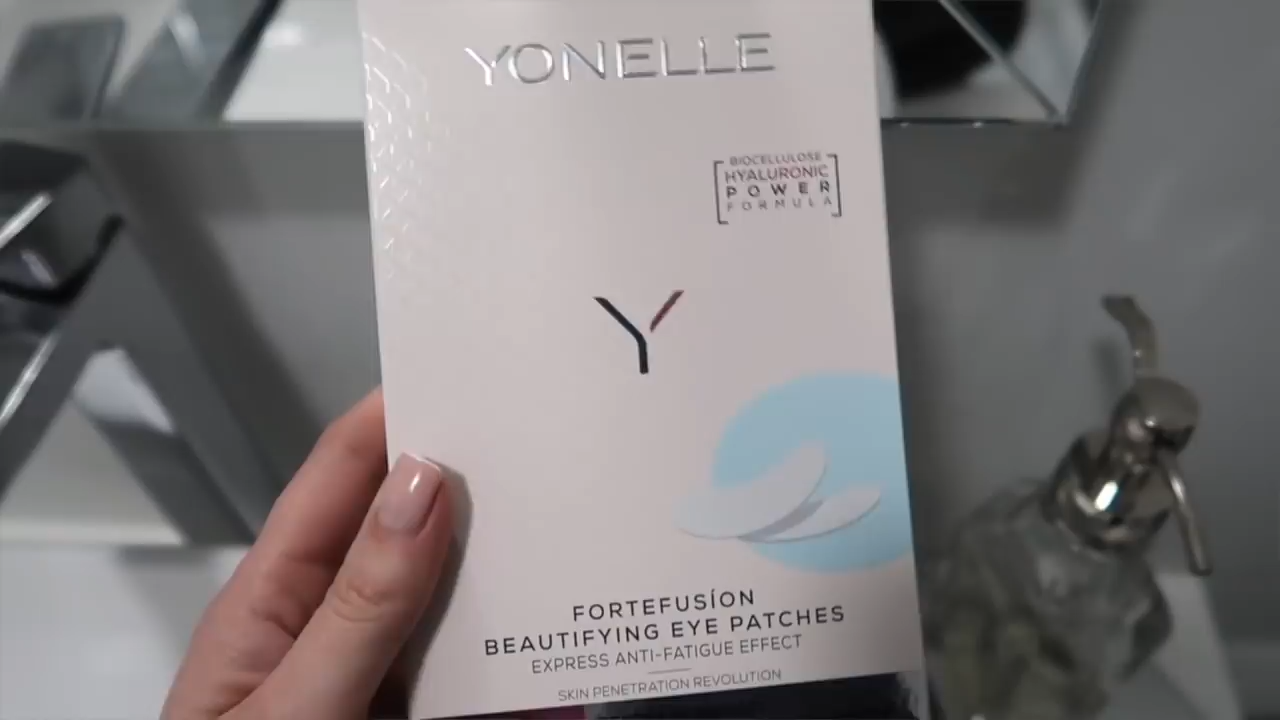 YONELLE
BIOCELLULOSE
HYALURONIC
POWER
FORMULA
Y
FORTEFUSÍON
BEAUTIFYING EYE PATCHES
EXPRESS ANTI-FATIGUE EFFECT
SKIN PENETRATION REVOLUTION